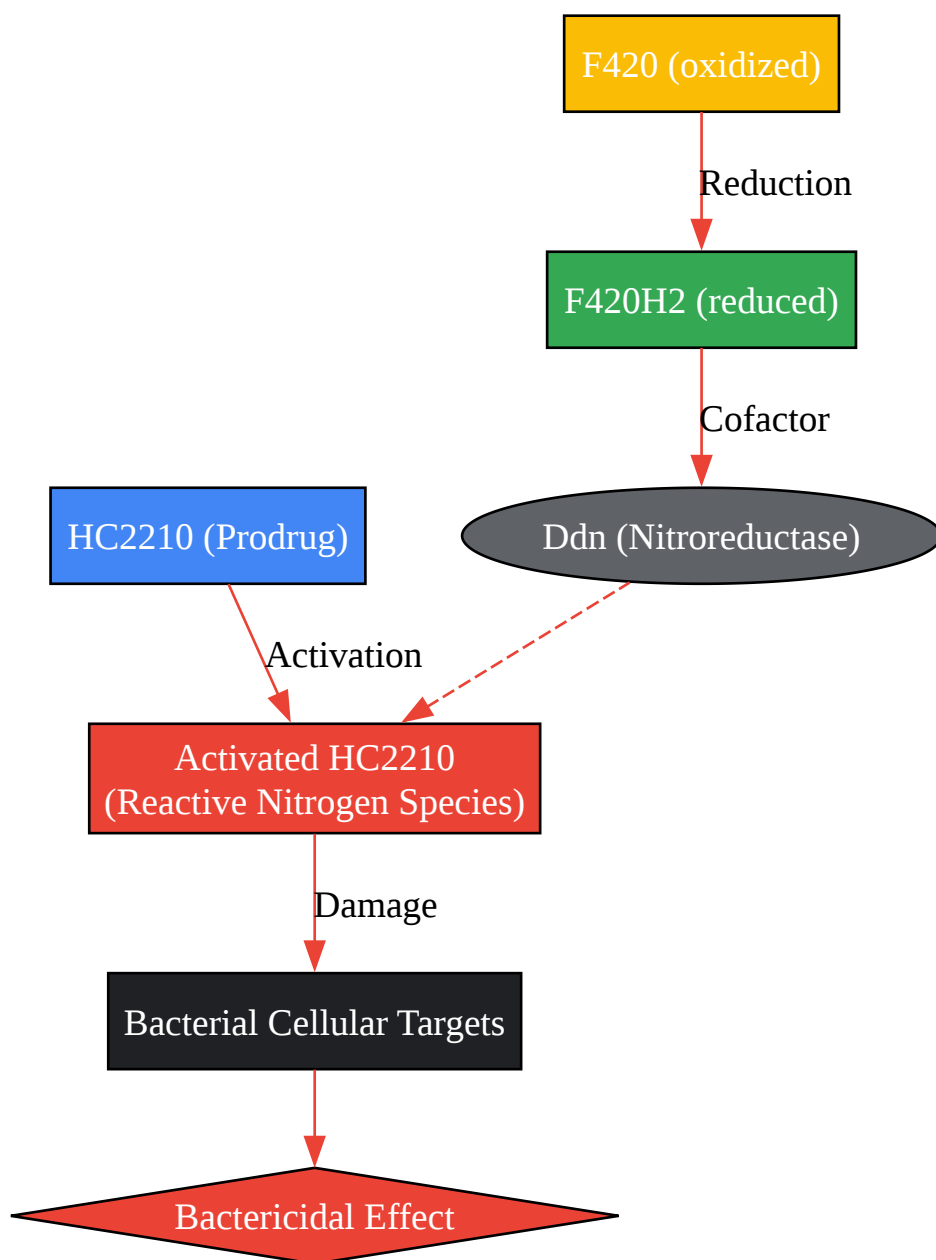 F420 (oxidized)
Reduction
F420H2 (reduced)
Cofactor
HC2210 (Prodrug)
Ddn (Nitroreductase)
Activation
Activated HC2210
(Reactive Nitrogen Species)
Damage
Bacterial Cellular Targets
Bactericidal Effect